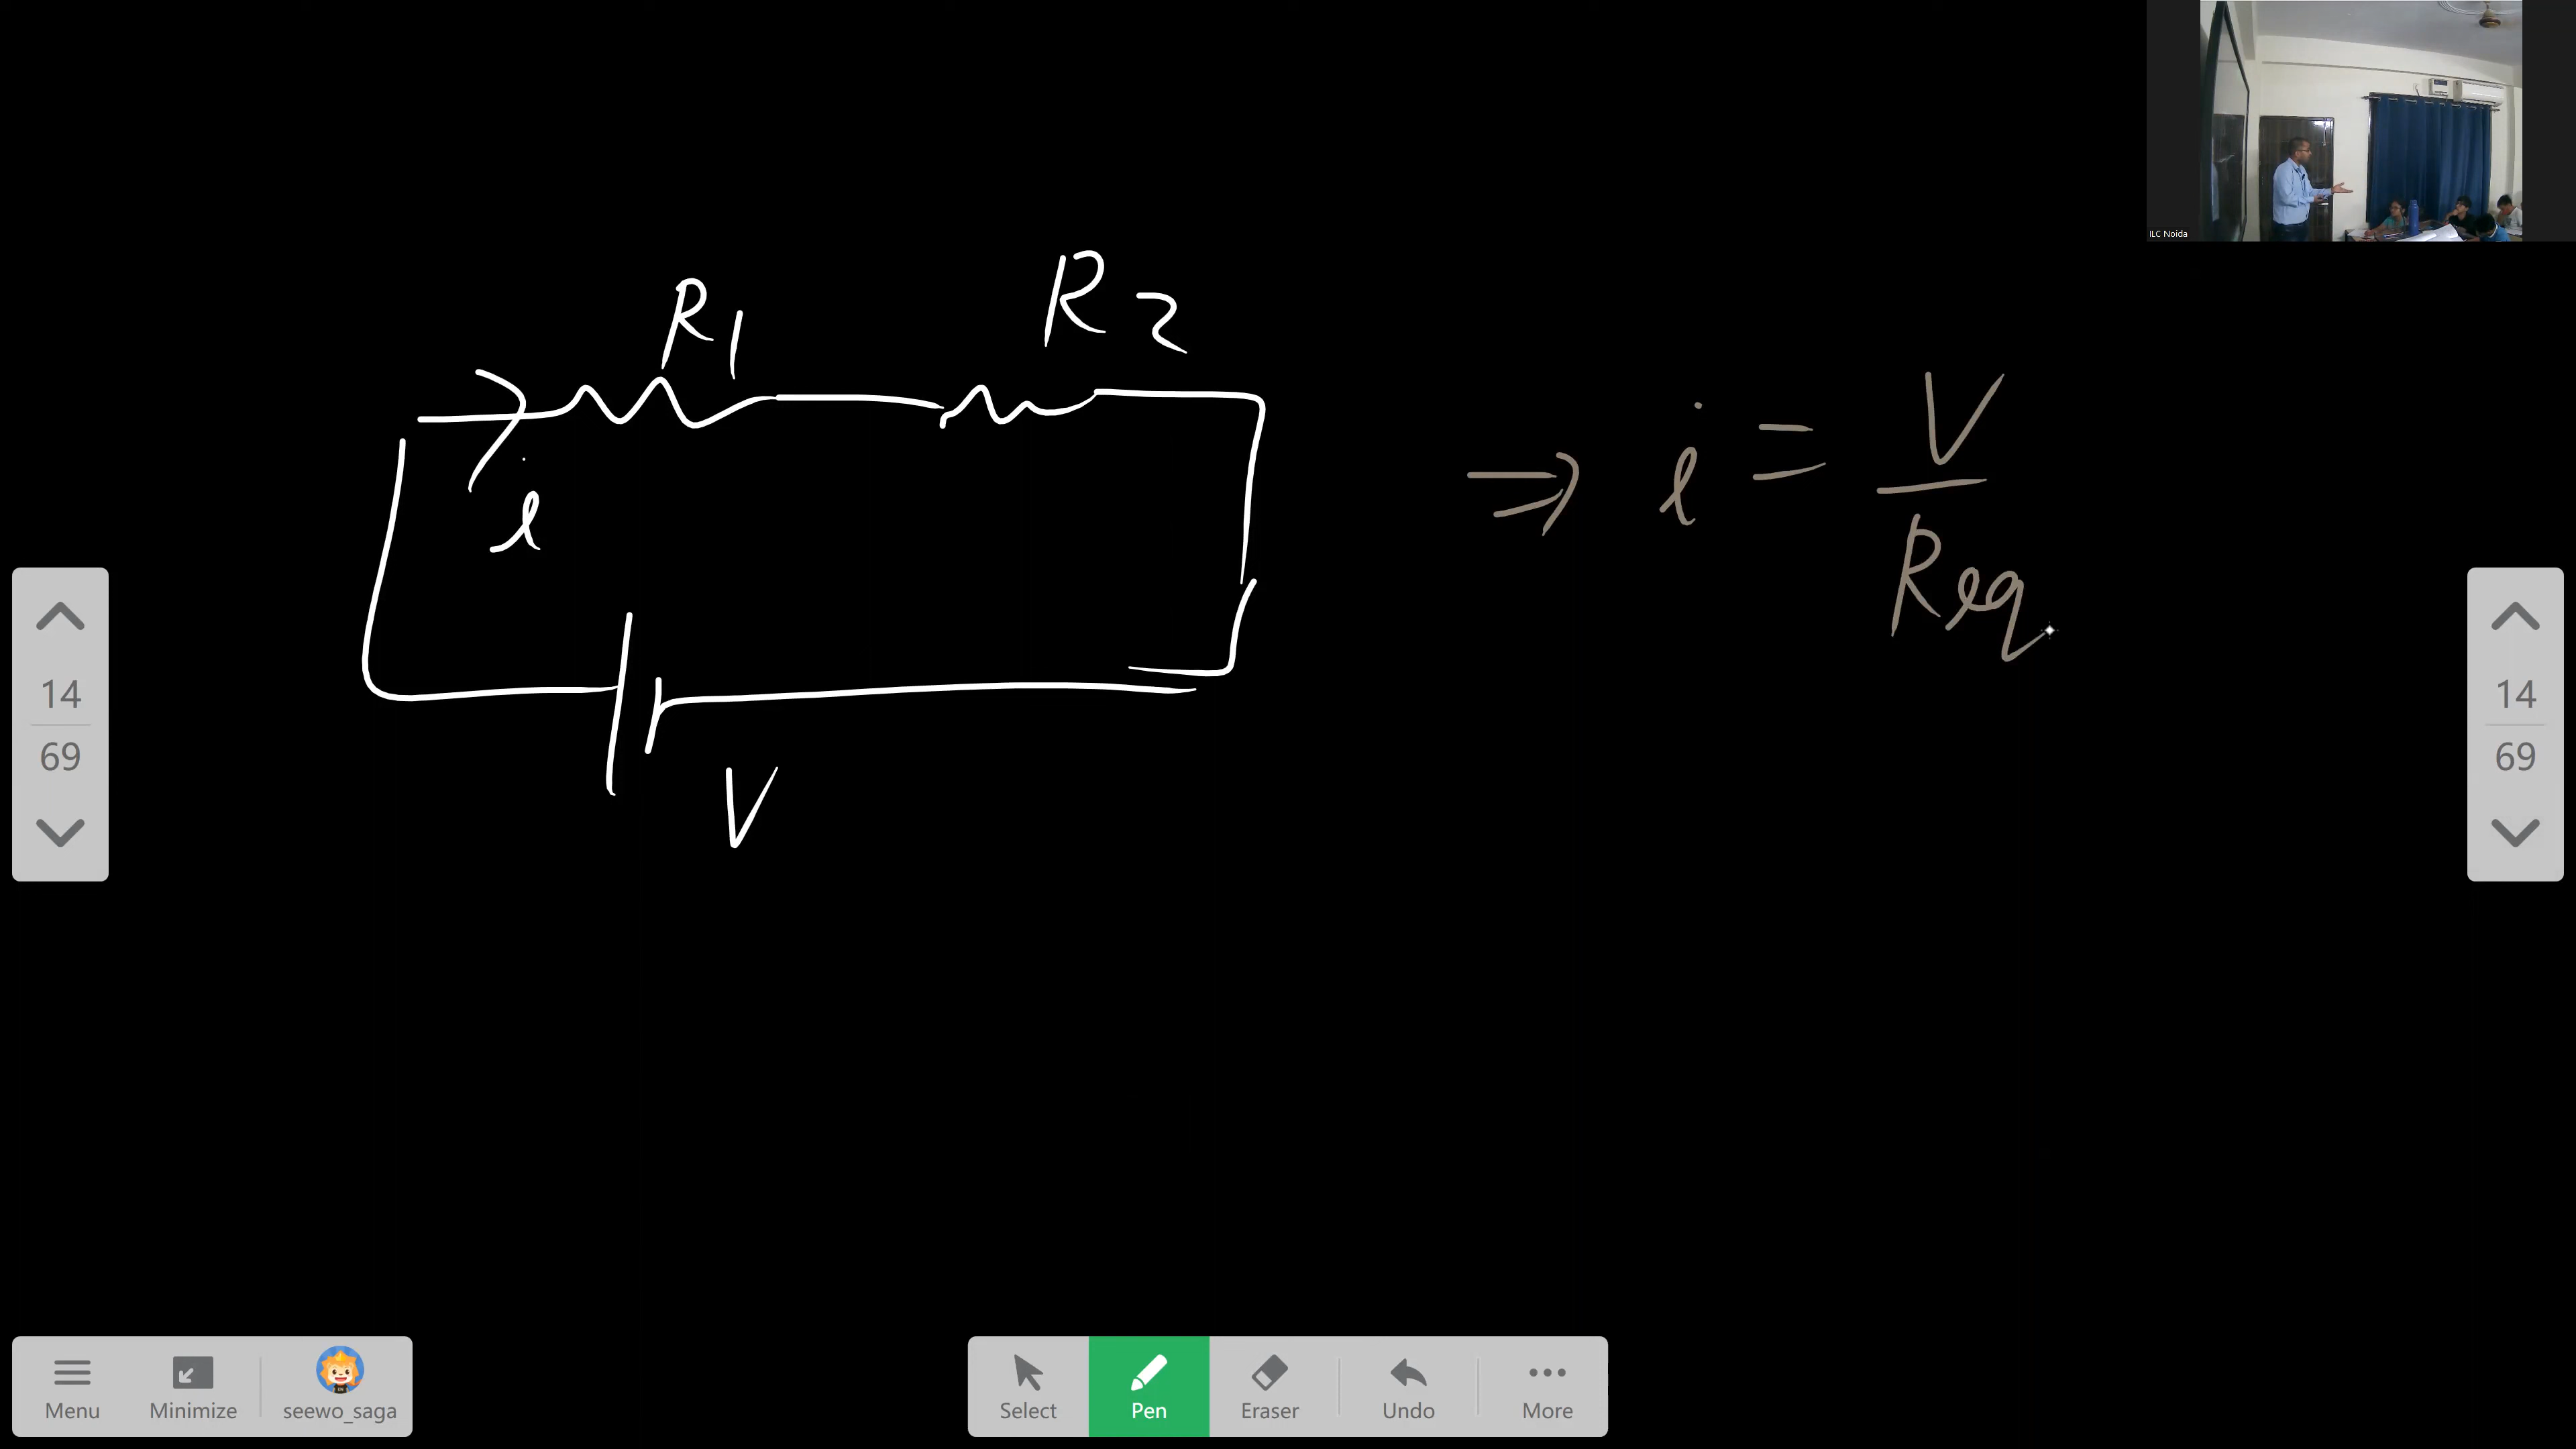 ILC Noida
R1
R2
i
V
⇒ i = V / Req
14
69
14
69
Menu
Minimize
seewo_saga
Select
Pen
Eraser
Undo
More